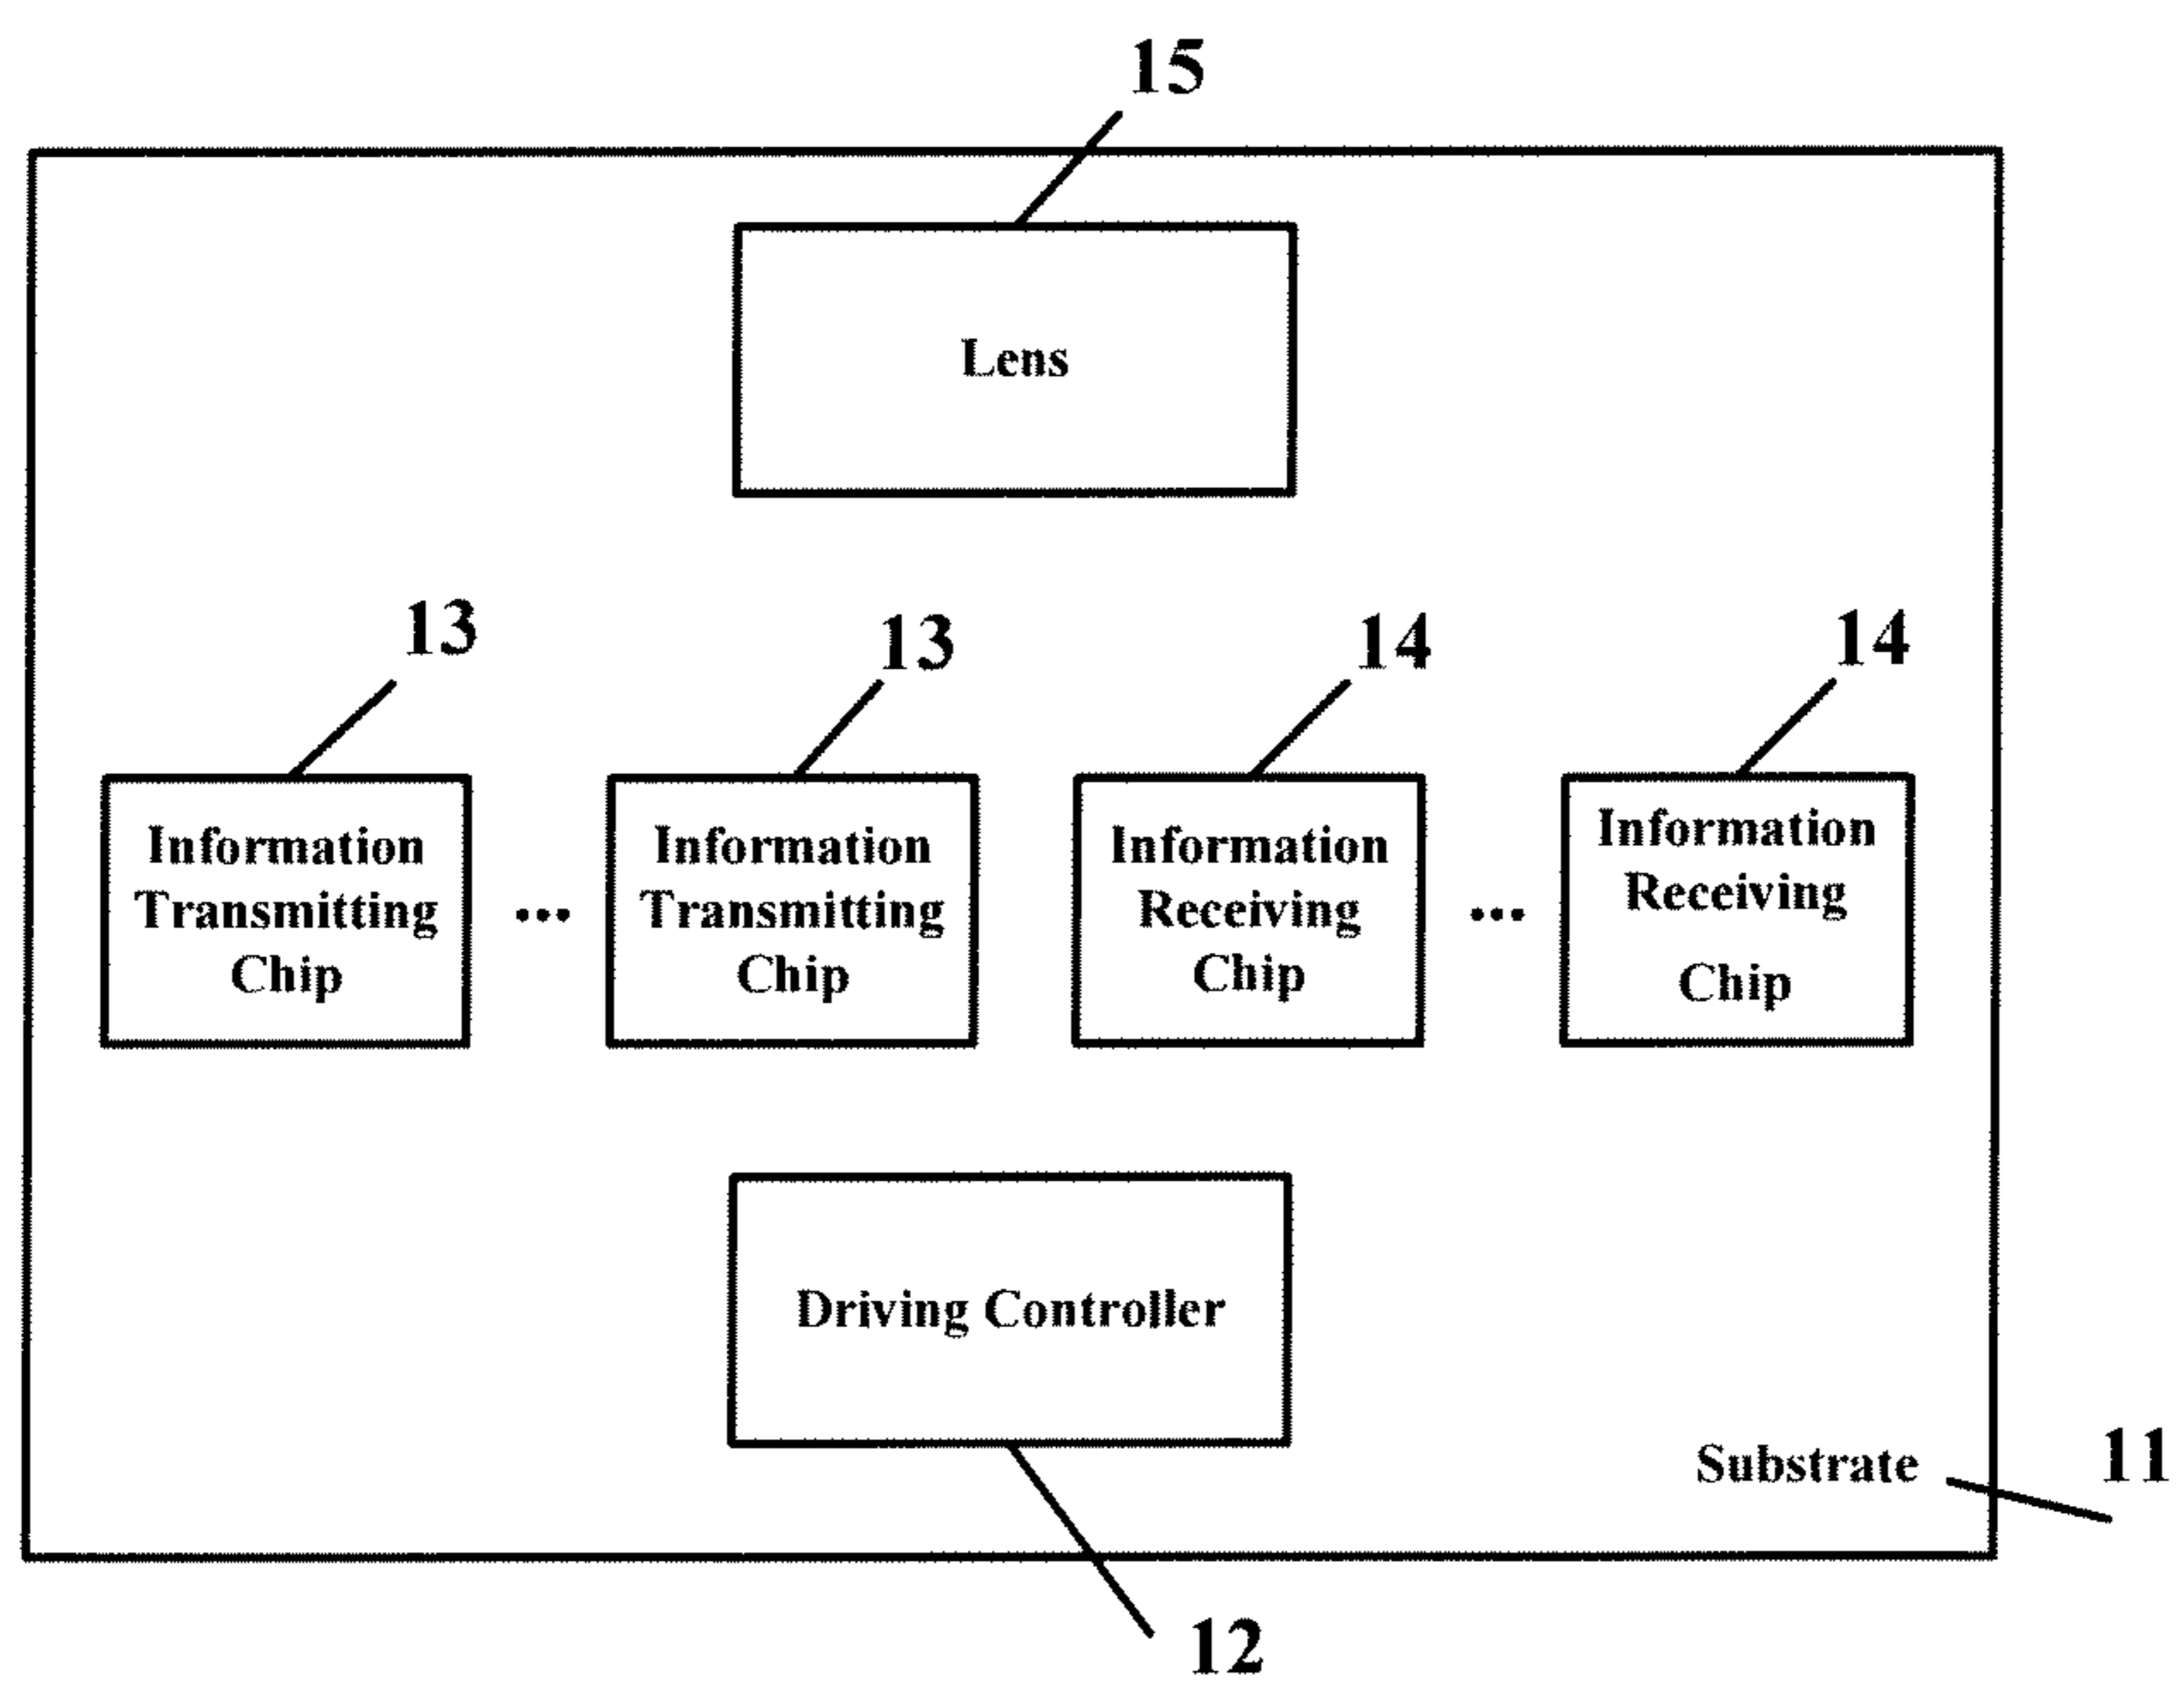 15
Lens
13
13
14
14
Information
Transmitting
Chip
...
Information
Transmitting
Chip
Information
Receiving
Chip
...
Information
Receiving
Chip
Driving Controller
Substrate
11
12